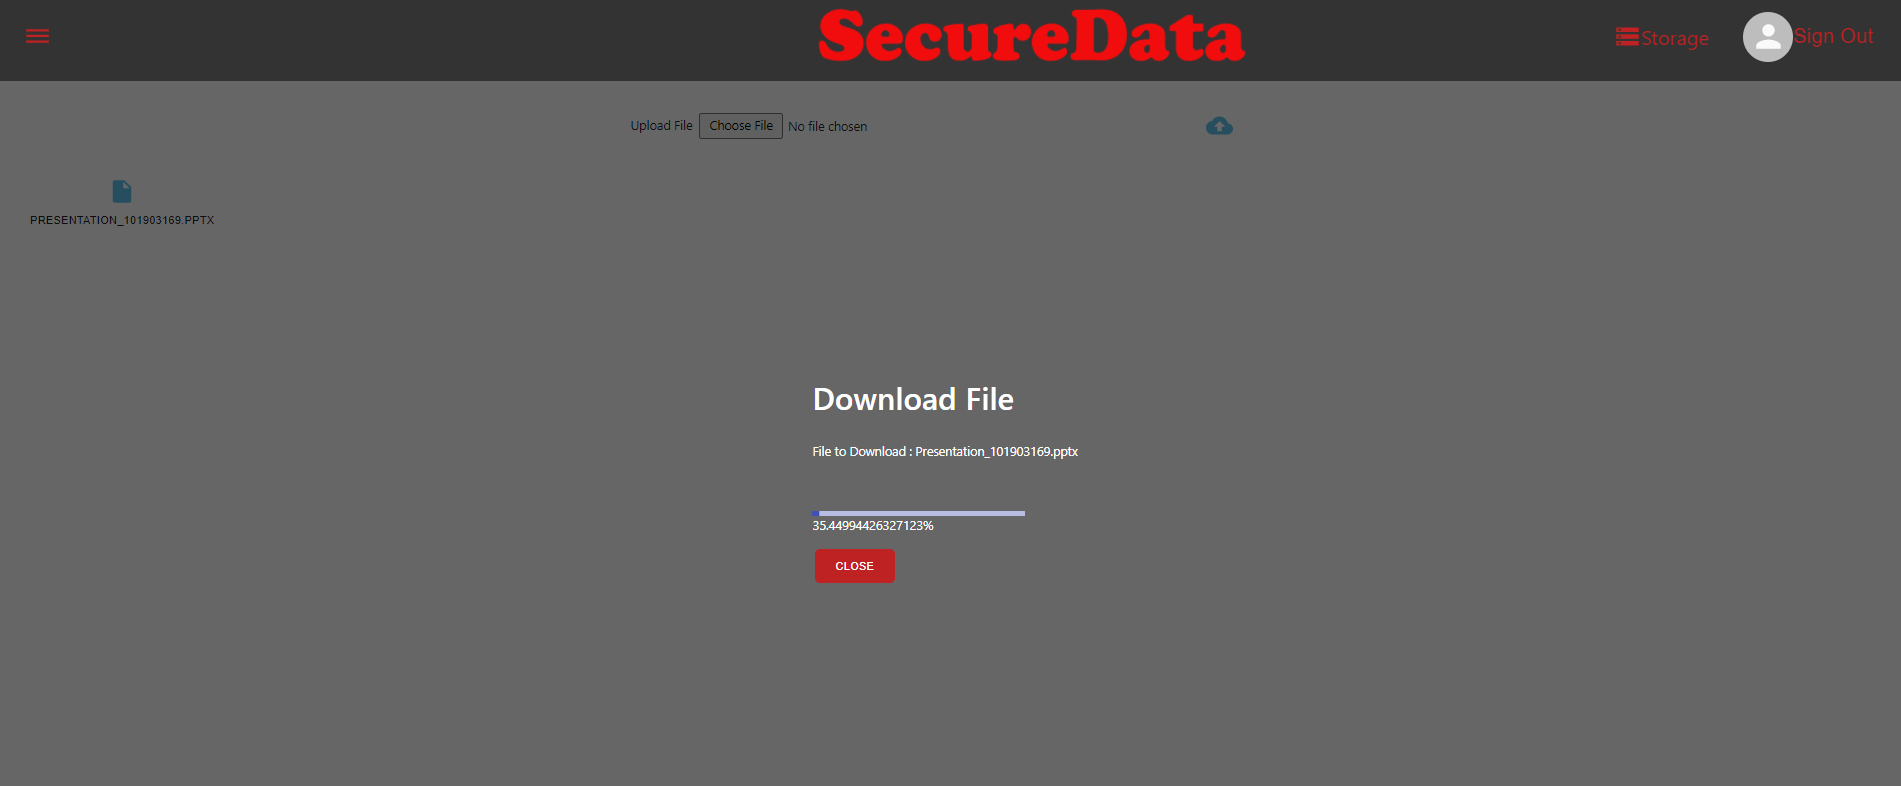 SecureData
Storage
Sign Out
Upload File Choose File No file chosen
PRESENTATION_101903169.PPTX
Download File
File to Download : Presentation_101903169.pptx
35.44994426327123%
CLOSE